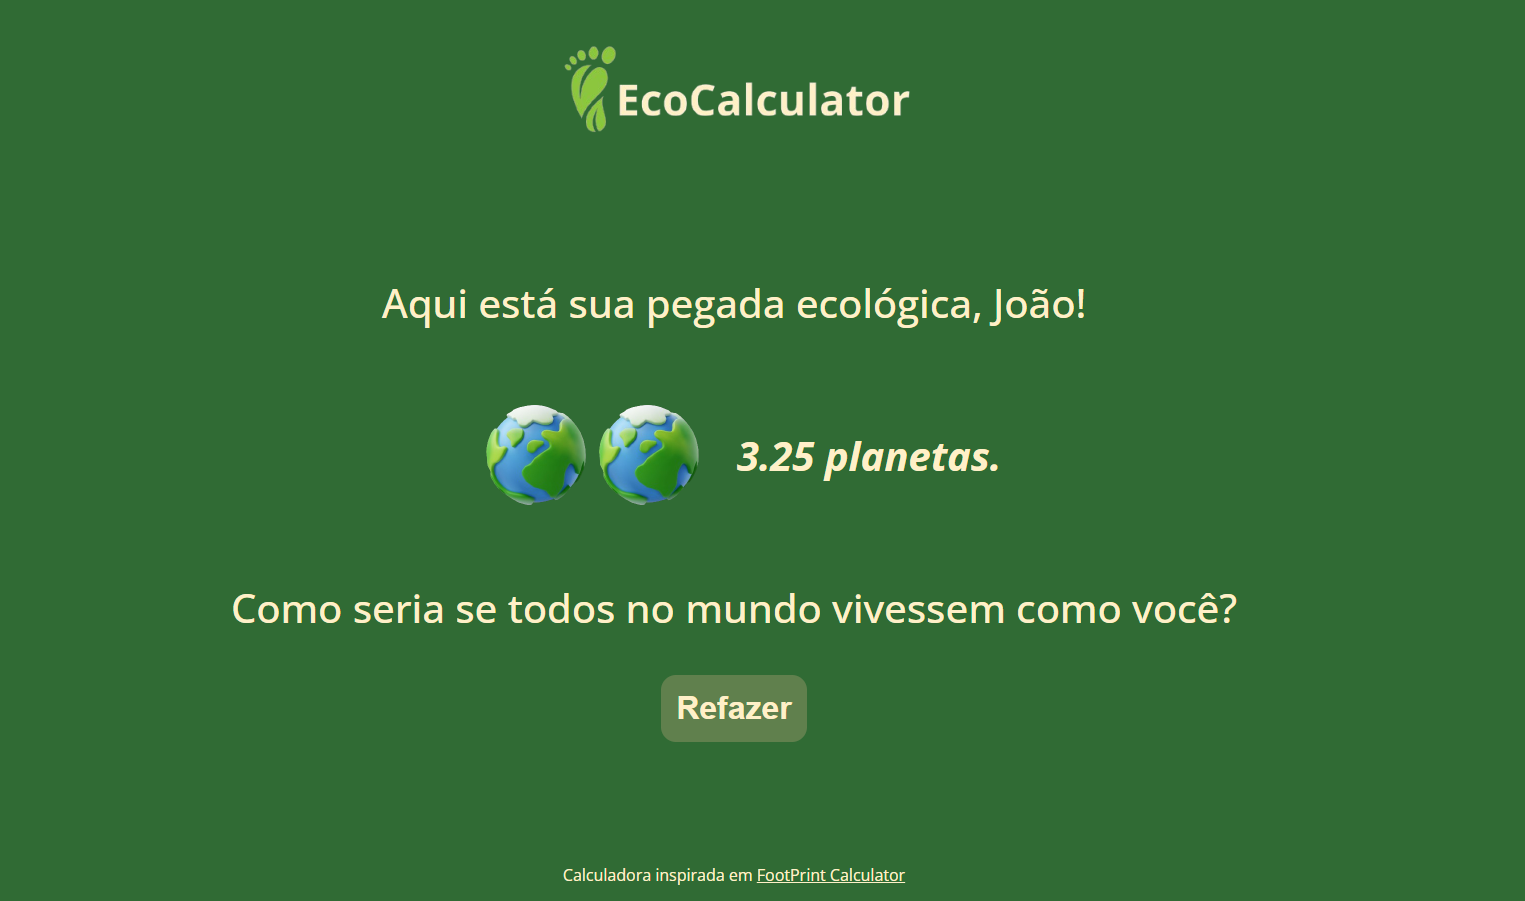 EcoCalculator
Aqui está sua pegada ecológica, João!
3.25 planetas.
Como seria se todos no mundo vivessem como você?
Refazer
Calculadora inspirada em FootPrint Calculator